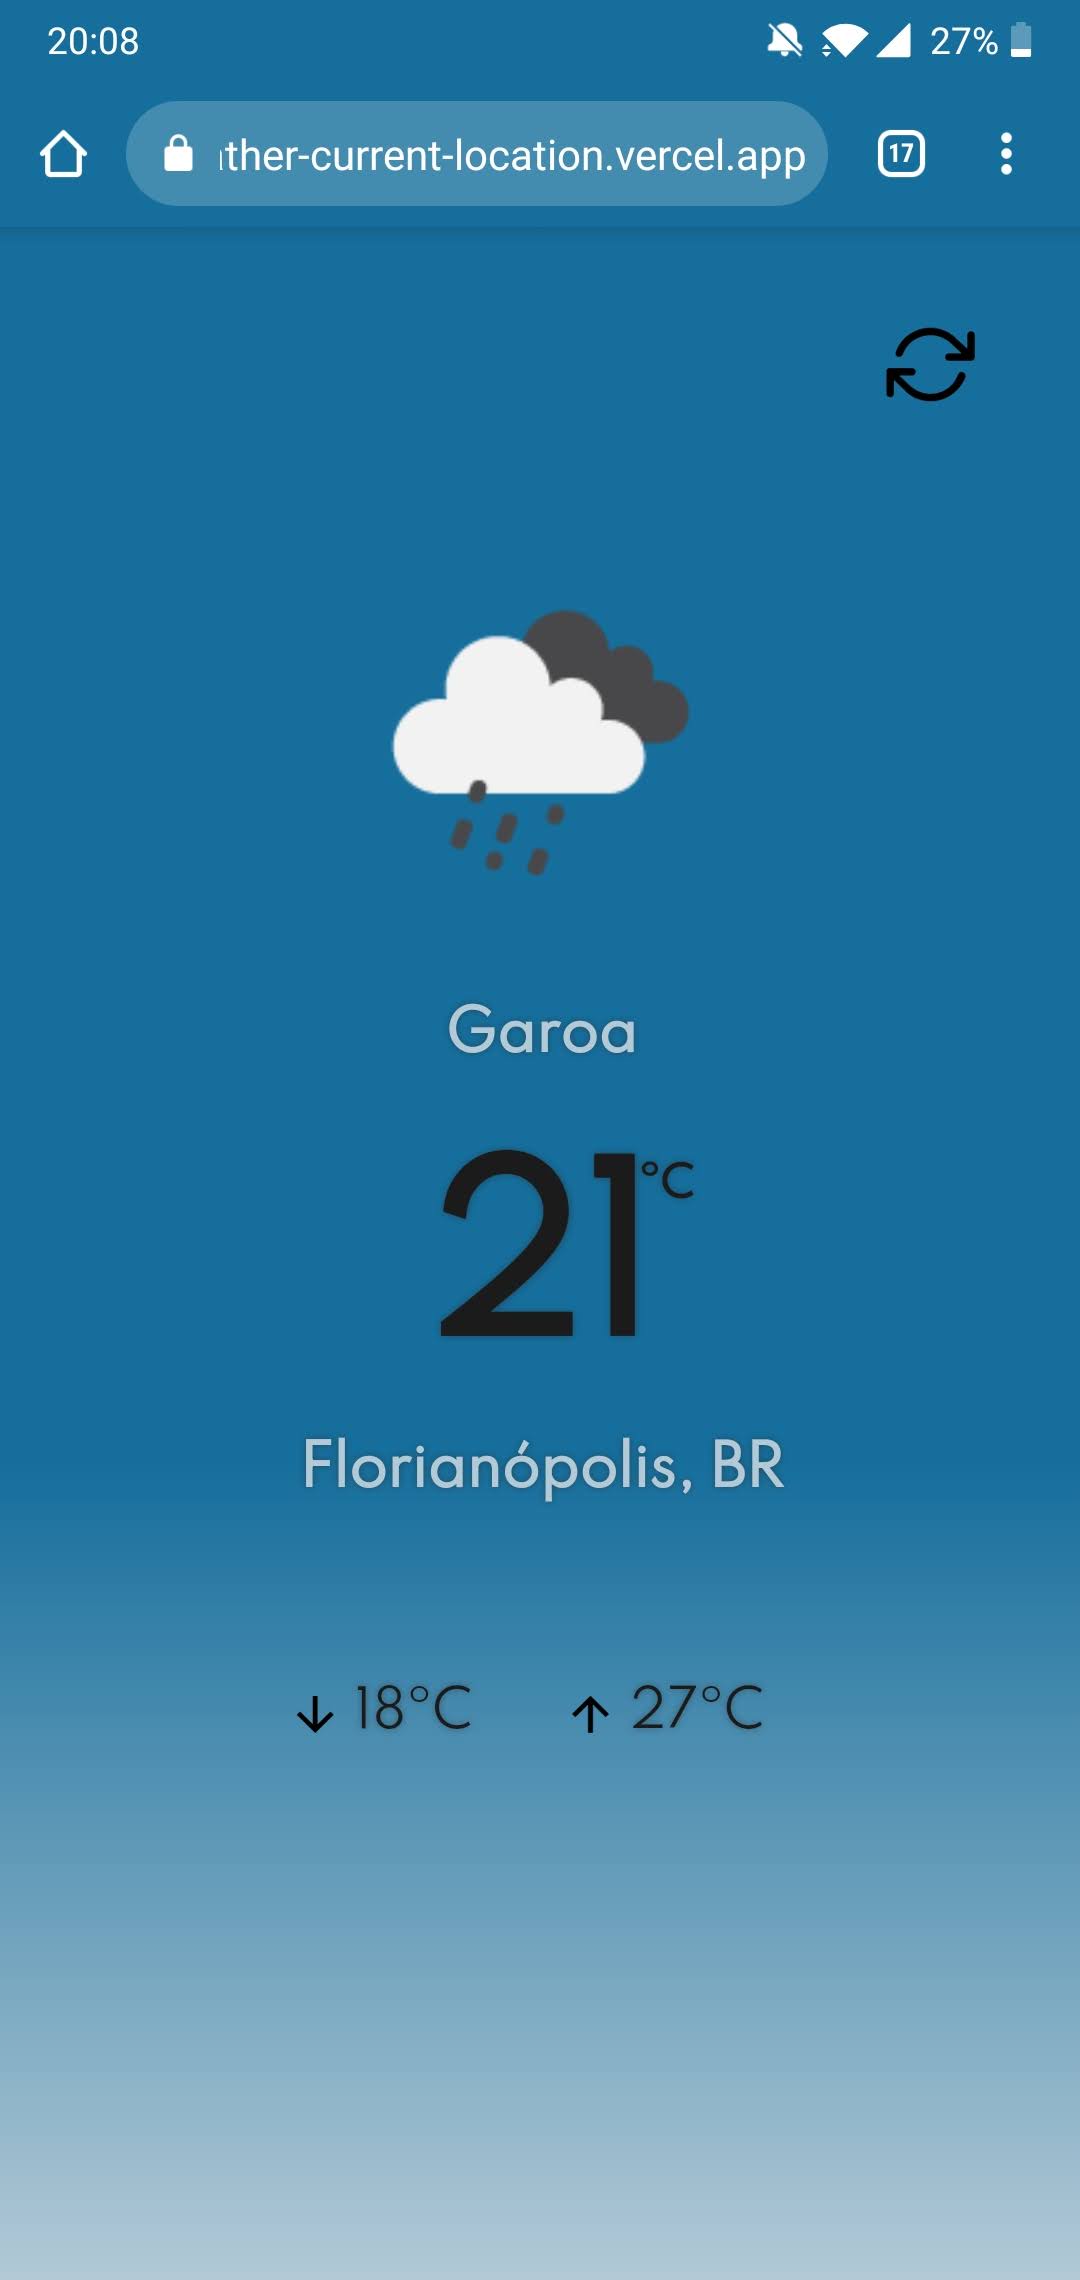 20:08 27%
ther-current-location.vercel.app 17
Garoa
21°C
Florianópolis, BR
18°C 27°C